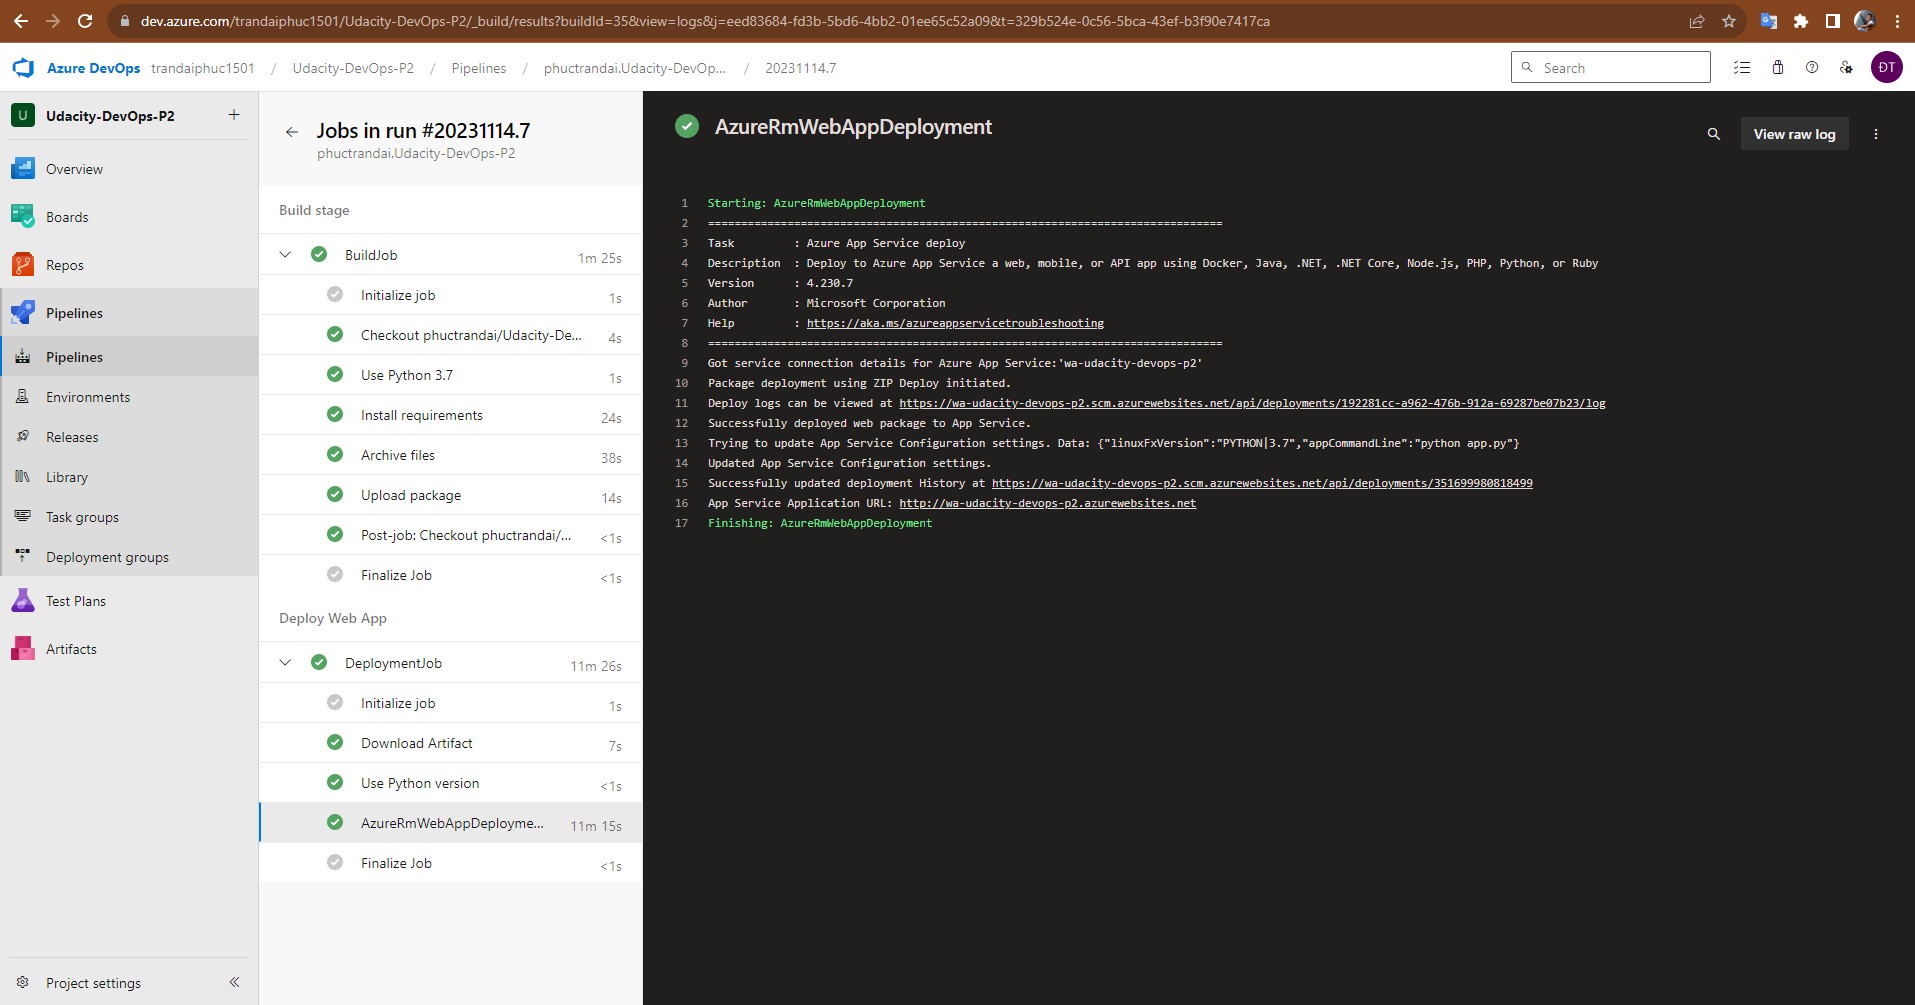 dev.azure.com/trandaiphuc1501/Udacity-DevOps-P2/_build/results?buildId=35&view=logs&j=eed83684-fd3b-5bd6-4bb2-01ee65c52a09&t=329b524e-0c56-5bca-43ef-b3f90e7417ca
Azure DevOps trandaiphuc1501 / Udacity-DevOps-P2 / Pipelines / phuctrandai.Udacity-DevOp... / 20231114.7
Search
ĐT
U Udacity-DevOps-P2
Overview
Boards
Repos
Pipelines
Pipelines
Environments
Releases
Library
Task groups
Deployment groups
Test Plans
Artifacts
Project settings
Jobs in run #20231114.7
phuctrandai.Udacity-DevOps-P2
Build stage
BuildJob 1m 25s
Initialize job 1s
Checkout phuctrandai/Udacity-De... 4s
Use Python 3.7 1s
Install requirements 24s
Archive files 38s
Upload package 14s
Post-job: Checkout phuctrandai/... <1s
Finalize Job <1s
Deploy Web App
DeploymentJob 11m 26s
Initialize job 1s
Download Artifact 7s
Use Python version <1s
AzureRmWebAppDeployme... 11m 15s
Finalize Job <1s
AzureRmWebAppDeployment
View raw log
1 Starting: AzureRmWebAppDeployment
2 ==============================================================================
3 Task : Azure App Service deploy
4 Description : Deploy to Azure App Service a web, mobile, or API app using Docker, Java, .NET, .NET Core, Node.js, PHP, Python, or Ruby
5 Version : 4.230.7
6 Author : Microsoft Corporation
7 Help : https://aka.ms/azureappservicetroubleshooting
8 ==============================================================================
9 Got service connection details for Azure App Service:'wa-udacity-devops-p2'
10 Package deployment using ZIP Deploy initiated.
11 Deploy logs can be viewed at https://wa-udacity-devops-p2.scm.azurewebsites.net/api/deployments/192281cc-a962-476b-912a-69287be07b23/log
12 Successfully deployed web package to App Service.
13 Trying to update App Service Configuration settings. Data: {"linuxFxVersion":"PYTHON|3.7","appCommandLine":"python app.py"}
14 Updated App Service Configuration settings.
15 Successfully updated deployment History at https://wa-udacity-devops-p2.scm.azurewebsites.net/api/deployments/351699980818499
16 App Service Application URL: http://wa-udacity-devops-p2.azurewebsites.net
17 Finishing: AzureRmWebAppDeployment